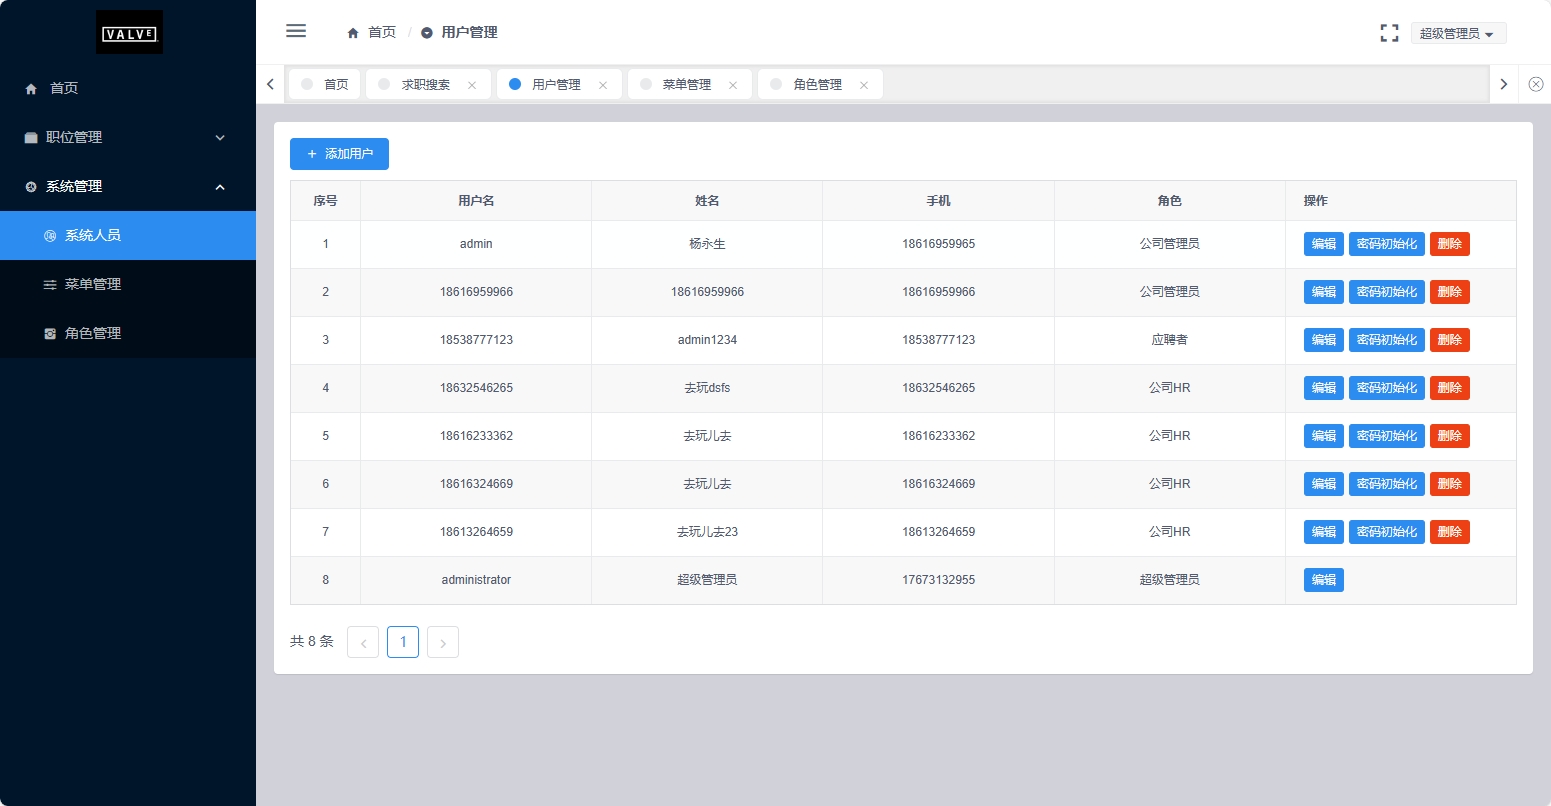 VALVE
首页
职位管理
系统管理
系统人员
菜单管理
角色管理
首页 / 用户管理
超级管理员
首页 求职搜索 用户管理 菜单管理 角色管理
+ 添加用户
序号 用户名 姓名 手机 角色 操作
1 admin 杨永生 18616959965 公司管理员 编辑 密码初始化 删除
2 18616959966 18616959966 18616959966 公司管理员 编辑 密码初始化 删除
3 18538777123 admin1234 18538777123 应聘者 编辑 密码初始化 删除
4 18632546265 去玩dsfs 18632546265 公司HR 编辑 密码初始化 删除
5 18616233362 去玩儿去 18616233362 公司HR 编辑 密码初始化 删除
6 18616324669 去玩儿去 18616324669 公司HR 编辑 密码初始化 删除
7 18613264659 去玩儿去23 18613264659 公司HR 编辑 密码初始化 删除
8 administrator 超级管理员 17673132955 超级管理员 编辑
共 8 条 1